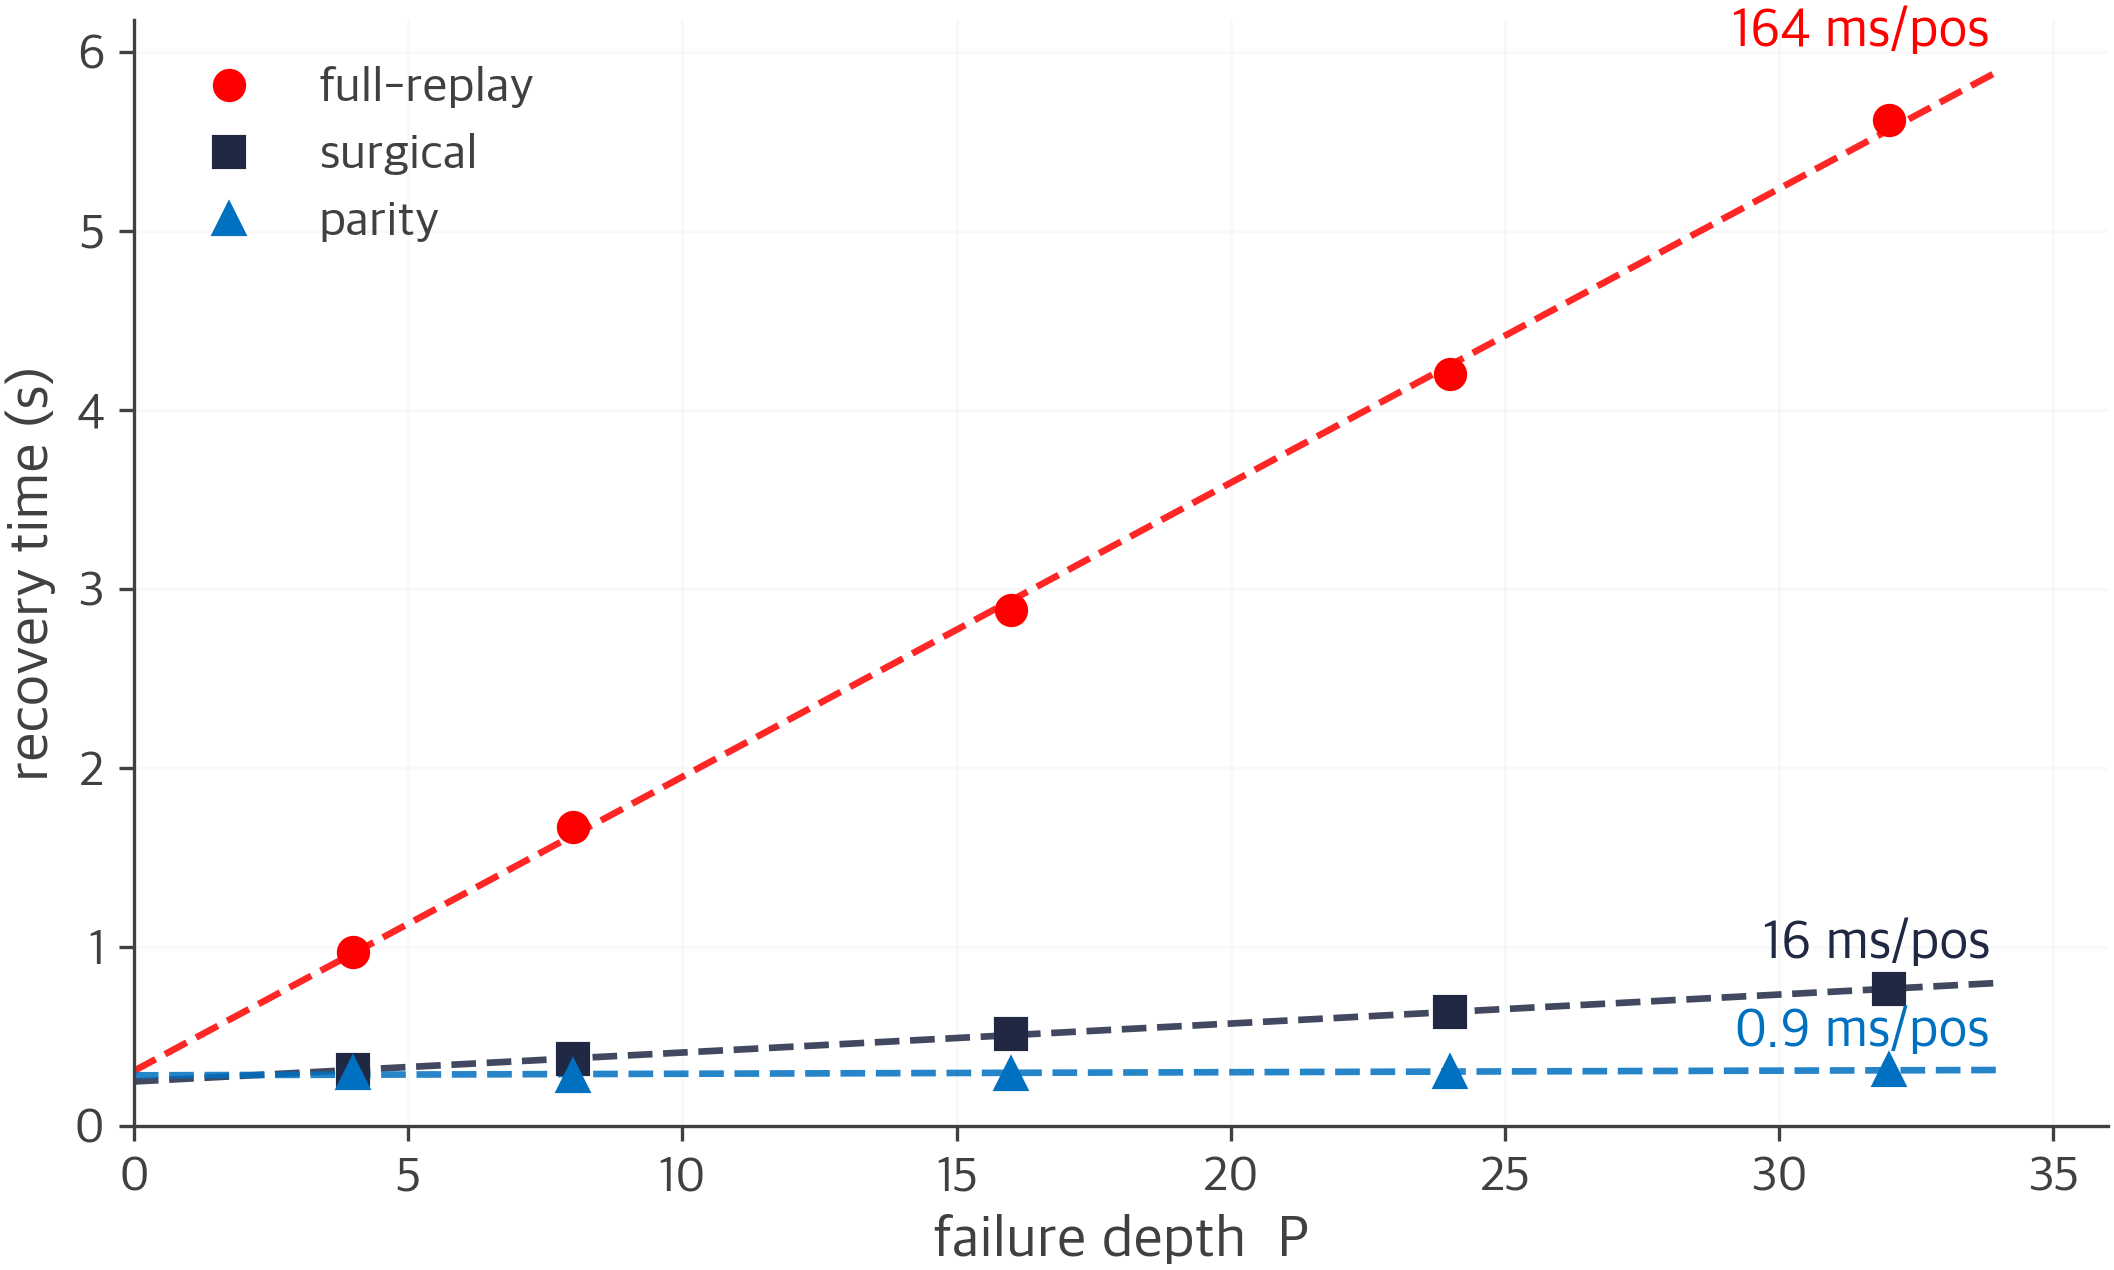 164 ms/pos
full-replay
surgical
parity
6
5
4
3
2
1
0
recovery time (s)
16 ms/pos
0.9 ms/pos
0 5 10 15 20 25 30 35
failure depth P